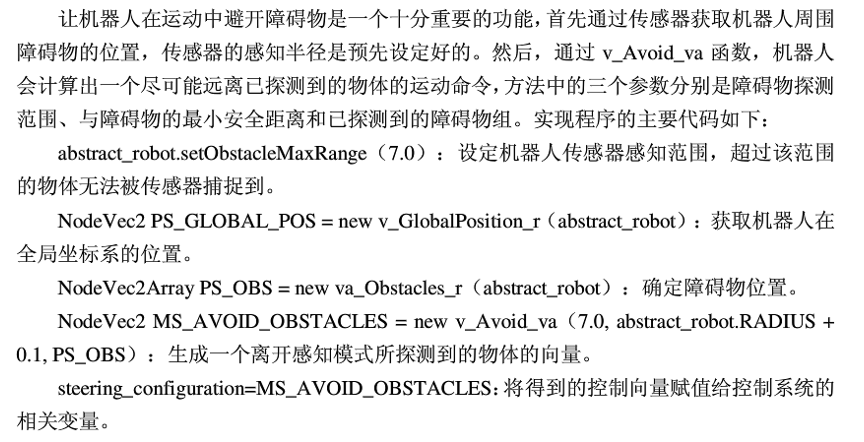 让机器人在运动中避开障碍物是一个十分重要的功能，首先通过传感器获取机器人周围
障碍物的位置，传感器的感知半径是预先设定好的。然后，通过 v_Avoid_va 函数，机器人
会计算出一个尽可能远离已探测到的物体的运动命令，方法中的三个参数分别是障碍物探测
范围、与障碍物的最小安全距离和已探测到的障碍物组。实现程序的主要代码如下：
abstract_robot.setObstacleMaxRange（7.0）：设定机器人传感器感知范围，超过该范围
的物体无法被传感器捕捉到。
NodeVec2 PS_GLOBAL_POS = new v_GlobalPosition_r（abstract_robot）：获取机器人在
全局坐标系的位置。
NodeVec2Array PS_OBS = new va_Obstacles_r（abstract_robot）：确定障碍物位置。
NodeVec2 MS_AVOID_OBSTACLES = new v_Avoid_va（7.0, abstract_robot.RADIUS +
0.1, PS_OBS）：生成一个离开感知模式所探测到的物体的向量。
steering_configuration=MS_AVOID_OBSTACLES：将得到的控制向量赋值给控制系统的
相关变量。